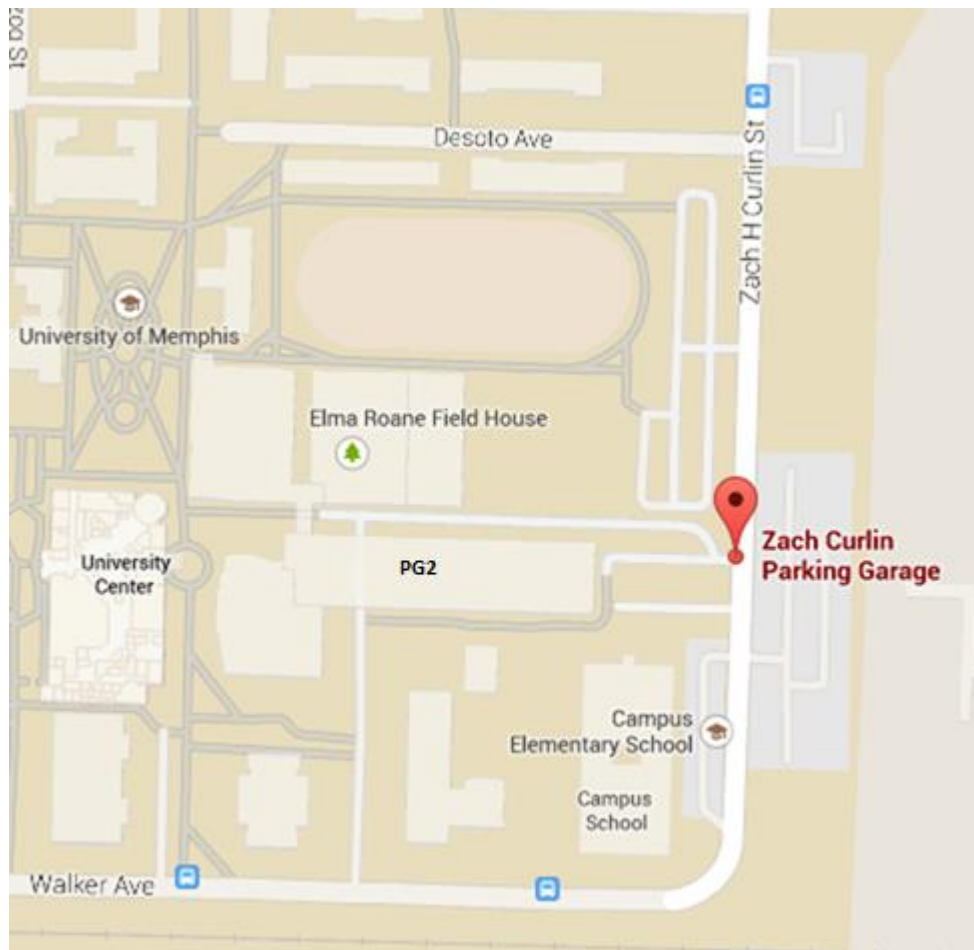 Desoto Ave
Zach H Curlin St
University of Memphis
Elma Roane Field House
Zach Curlin
Parking Garage
University
Center
PG2
Campus
Elementary School
Campus
School
Walker Ave